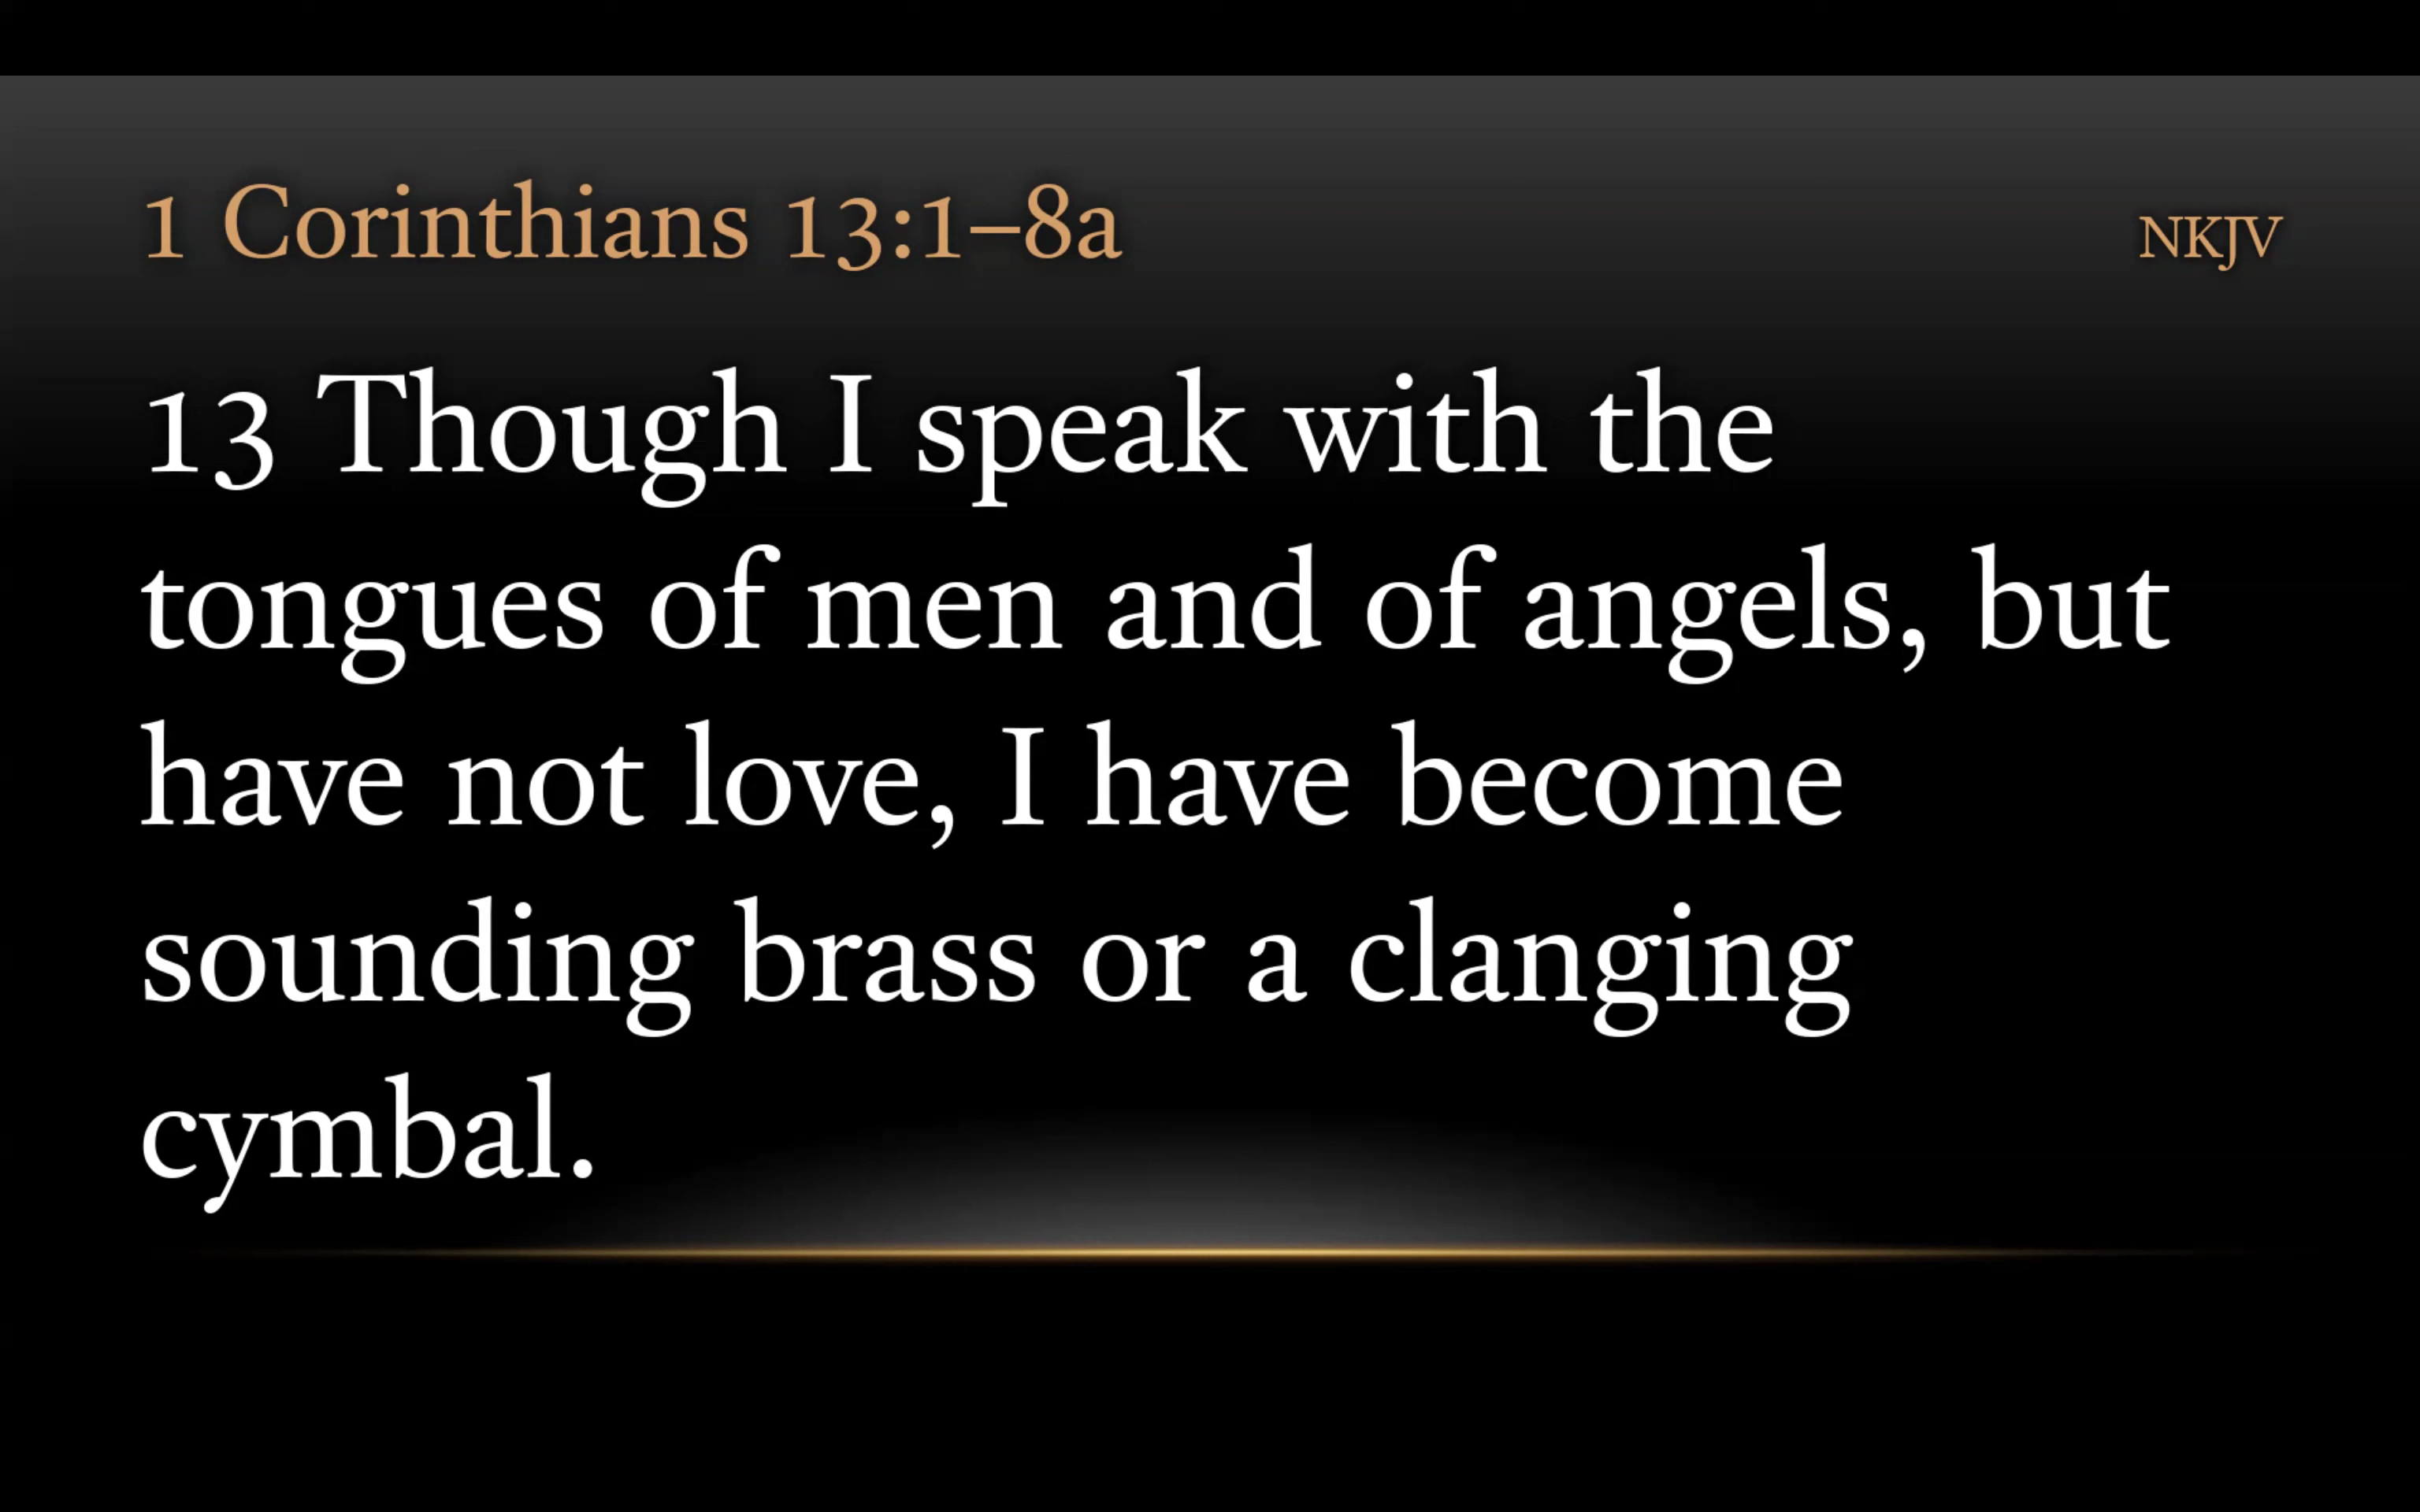 1 Corinthians 13:1–8a NKJV
13 Though I speak with the
tongues of men and of angels, but
have not love, I have become
sounding brass or a clanging
cymbal.